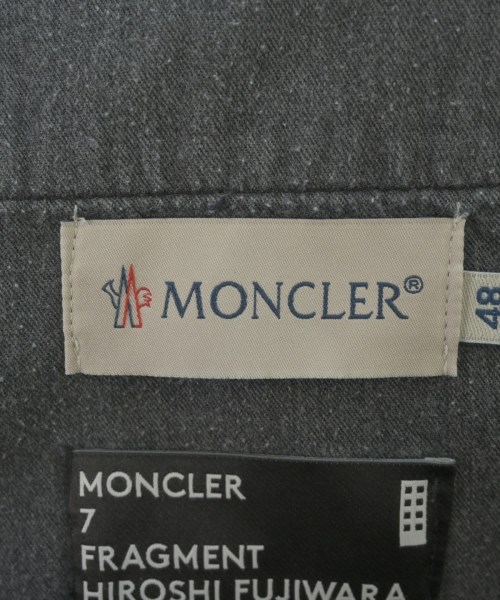 MONCLER®
48
MONCLER
7
FRAGMENT
HIROSHI FUJIWARA